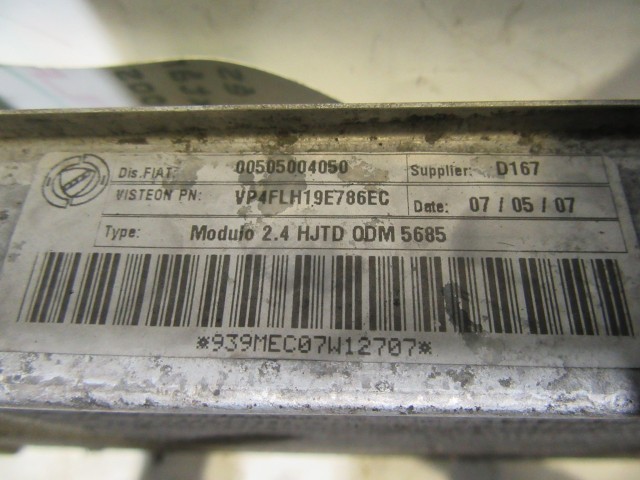 Dis. FIAT: 00505004050 Supplier: D167
VISTEON PN: VP4FLH19E786EC Date: 07 / 05 / 07
Type: Modulo 2.4 HJTD ODM 5685
*939MEC07W12707*